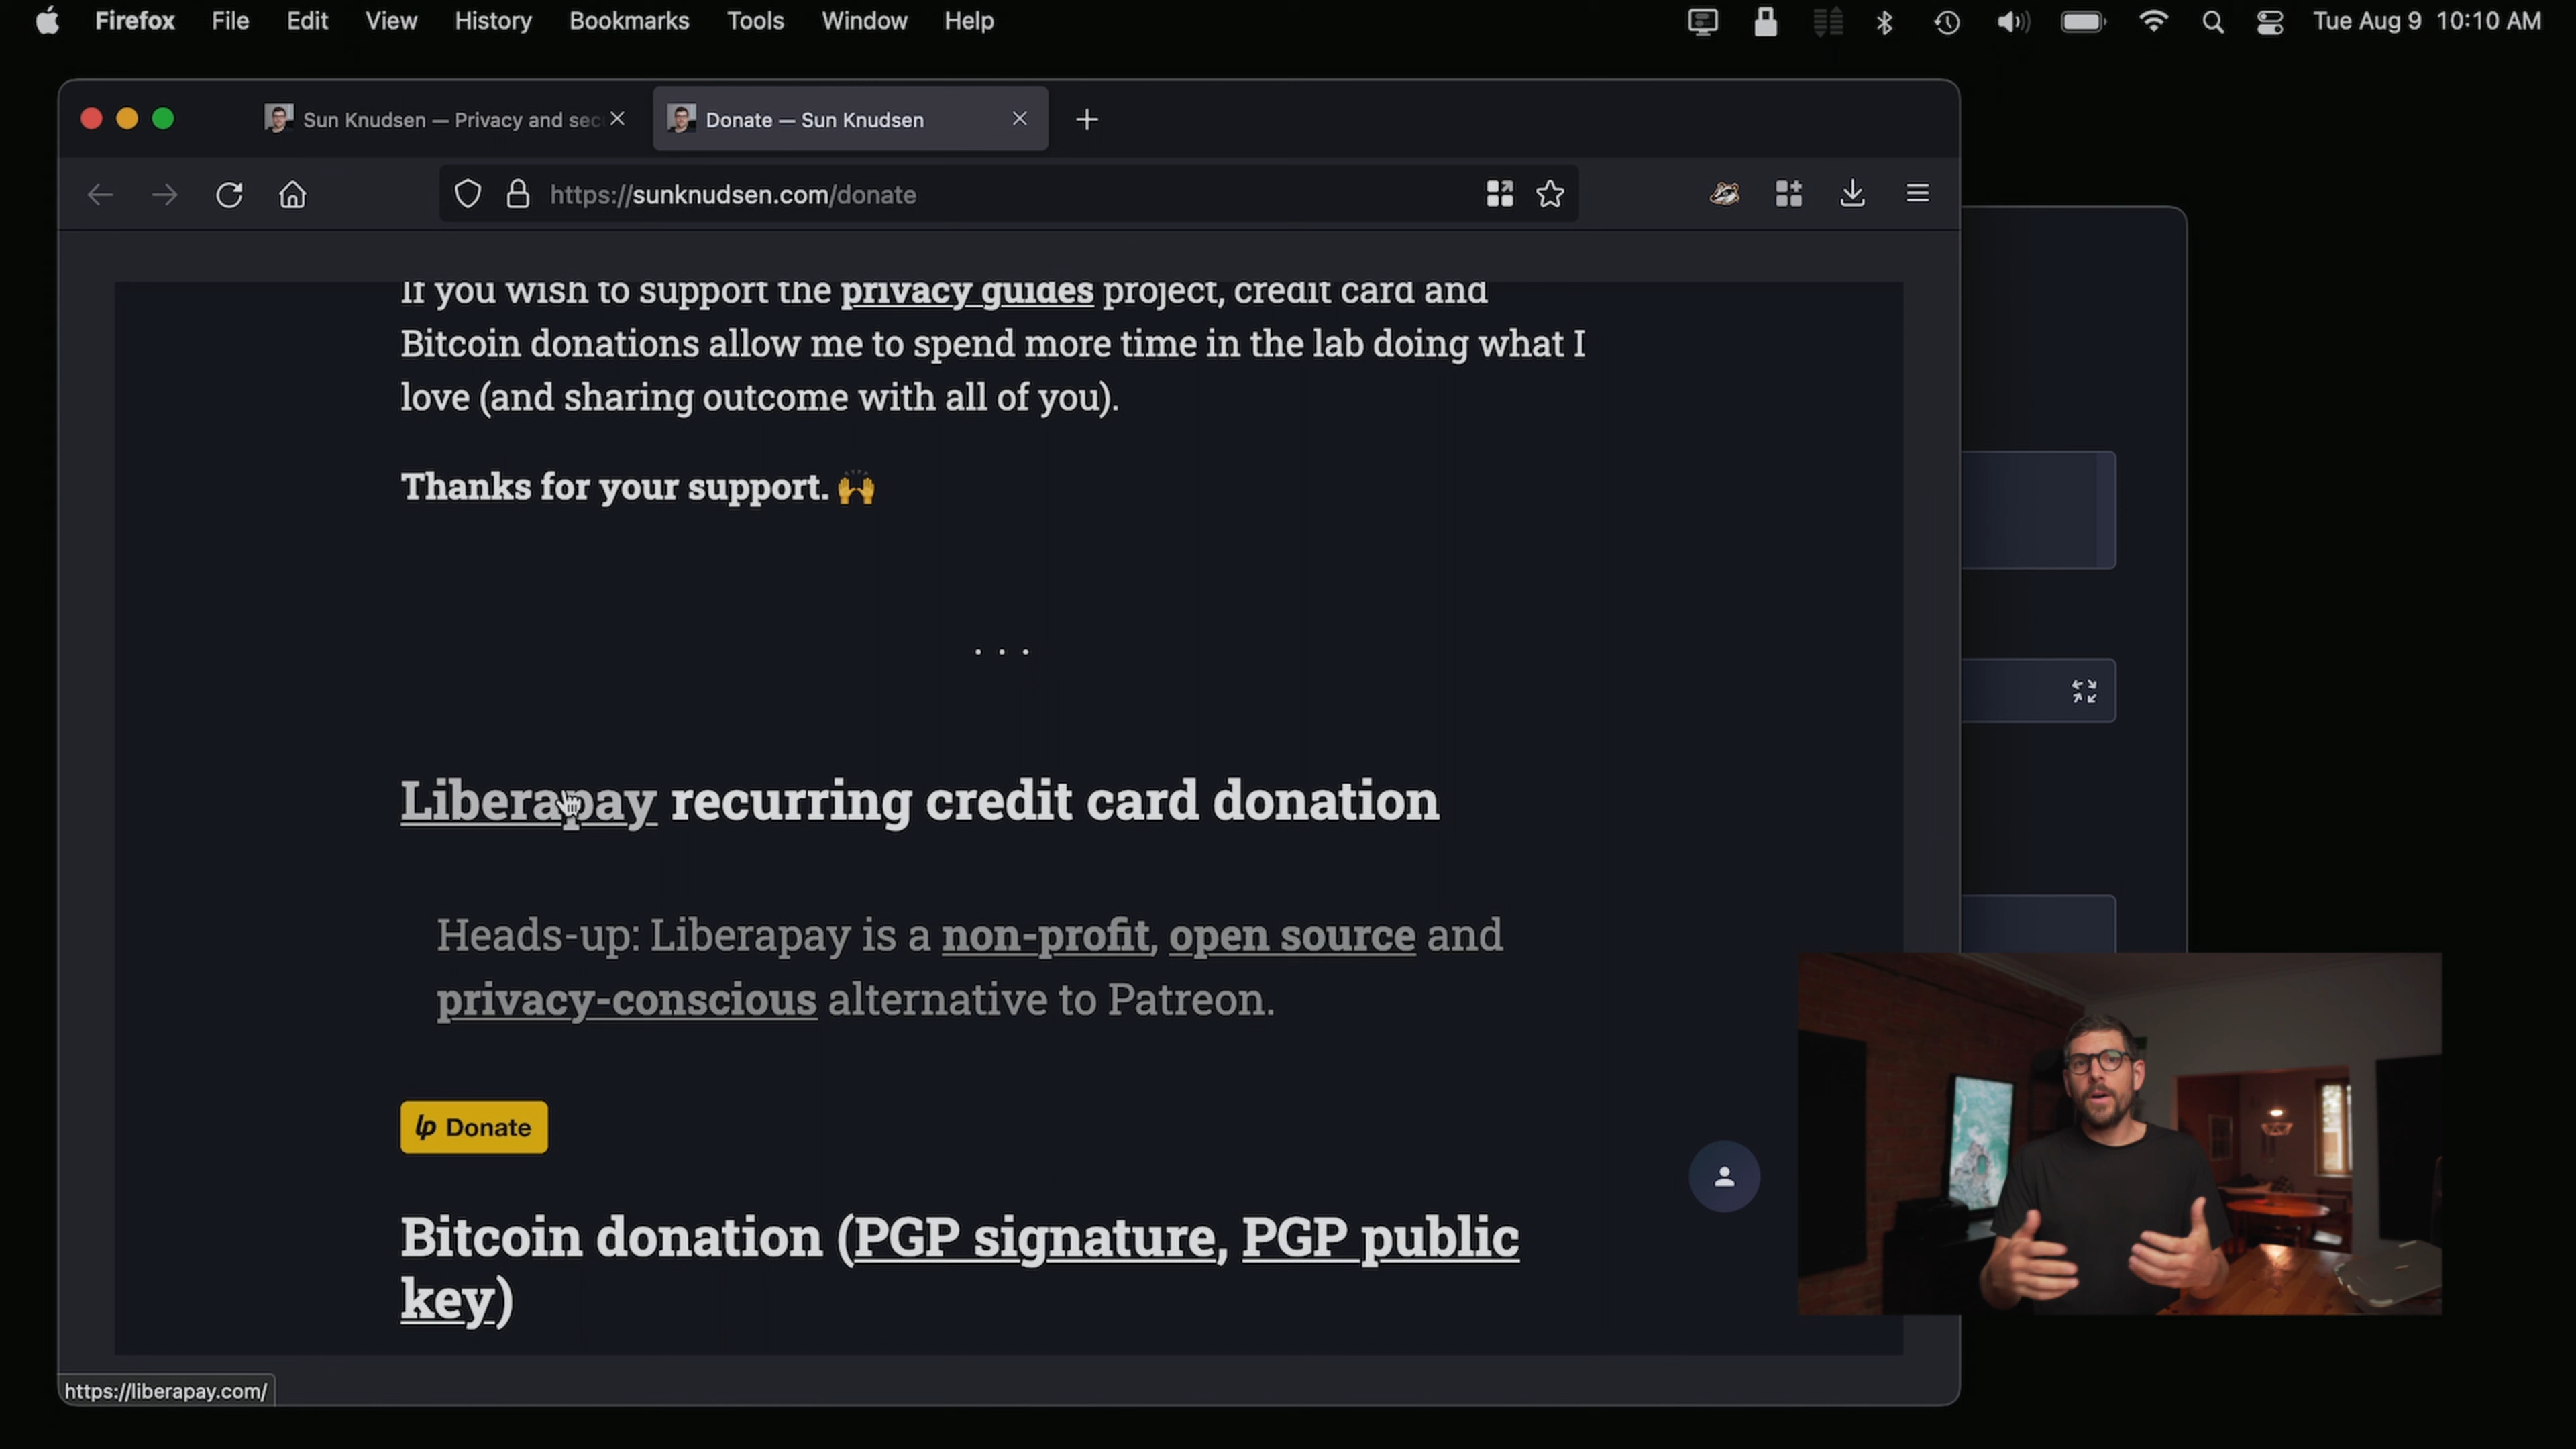 Firefox File Edit View History Bookmarks Tools Window Help Tue Aug 9 10:10 AM
Sun Knudsen — Privacy and sec
Donate — Sun Knudsen
https://sunknudsen.com/donate
If you wish to support the privacy guides project, credit card and
Bitcoin donations allow me to spend more time in the lab doing what I
love (and sharing outcome with all of you).
Thanks for your support. 🙌
. . .
Liberapay recurring credit card donation
Heads-up: Liberapay is a non-profit, open source and
privacy-conscious alternative to Patreon.
lp Donate
Bitcoin donation (PGP signature, PGP public
key)
https://liberapay.com/